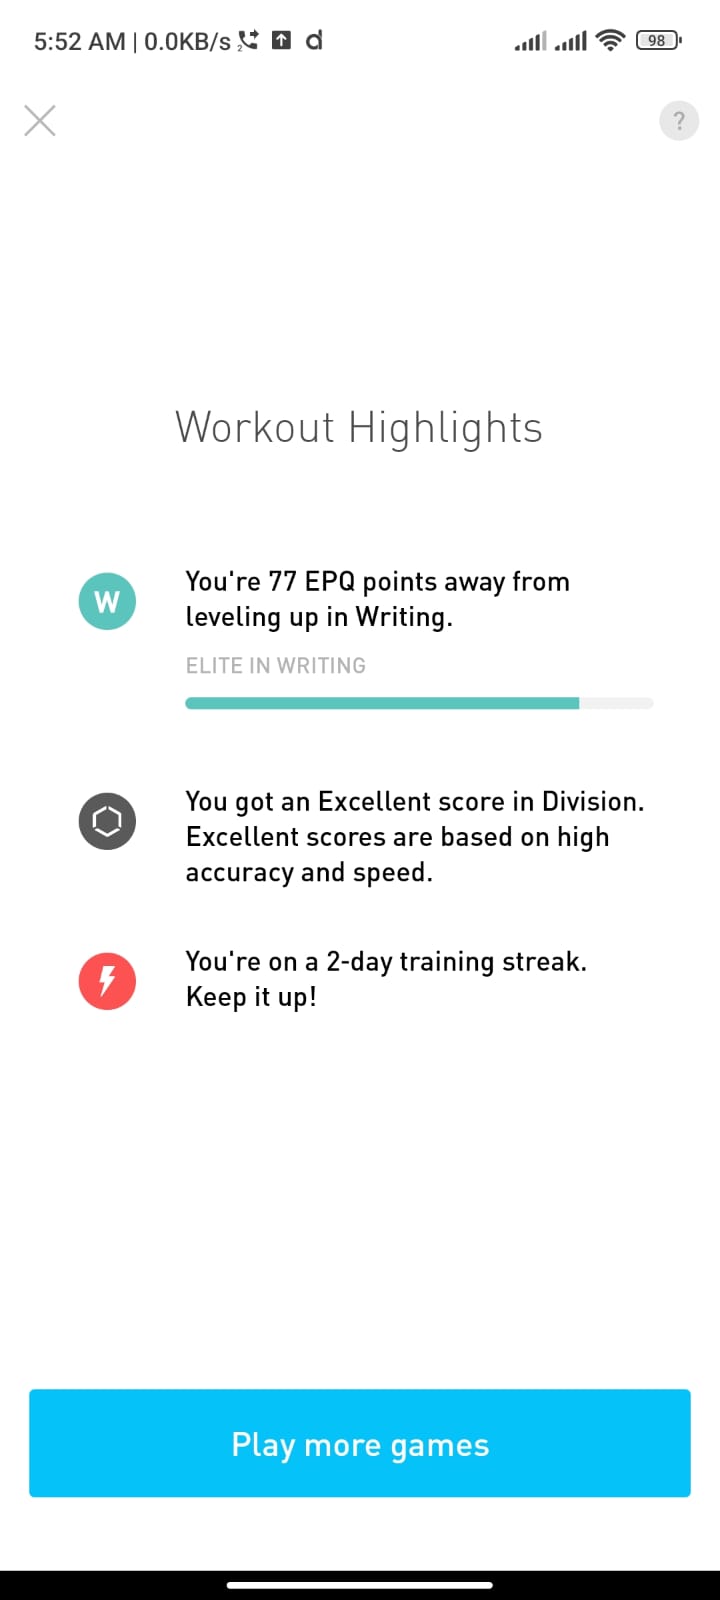 5:52 AM | 0.0KB/s 2 d 98
?
Workout Highlights
W
You're 77 EPQ points away from
leveling up in Writing.
ELITE IN WRITING
You got an Excellent score in Division.
Excellent scores are based on high
accuracy and speed.
You're on a 2-day training streak.
Keep it up!
Play more games